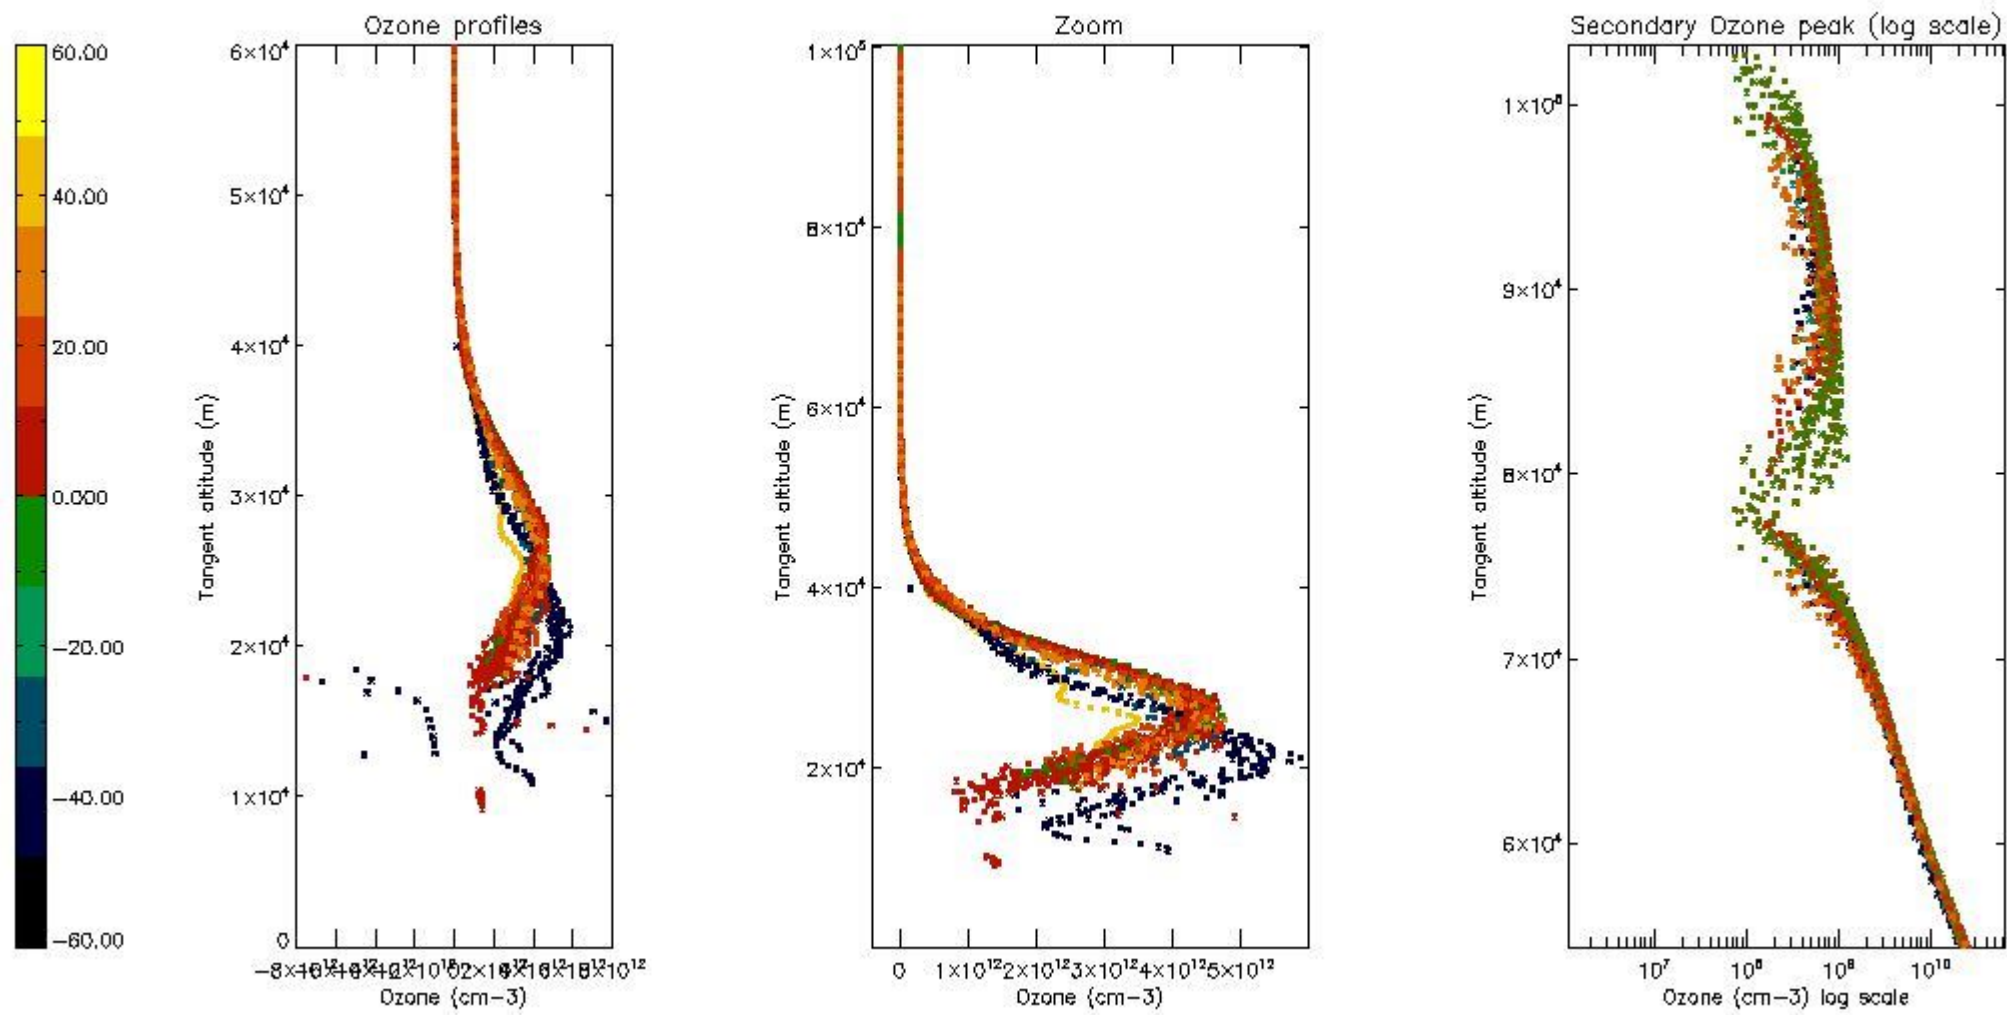 Ozone profiles
Zoom
Secondary Ozone peak (log scale)
60.00
40.00
20.00
0.000
−20.00
−40.00
−60.00
6×10⁴
5×10⁴
4×10⁴
3×10⁴
2×10⁴
1×10⁴
0
Tangent altitude (m)
Ozone (cm−3)
1×10⁵
8×10⁴
6×10⁴
4×10⁴
2×10⁴
Tangent altitude (m)
0 1×10¹² 2×10¹² 3×10¹² 4×10¹² 5×10¹²
Ozone (cm−3)
1×10⁵
9×10⁴
8×10⁴
7×10⁴
6×10⁴
Tangent altitude (m)
10⁷ 10⁸ 10⁹ 10¹⁰
Ozone (cm−3) log scale